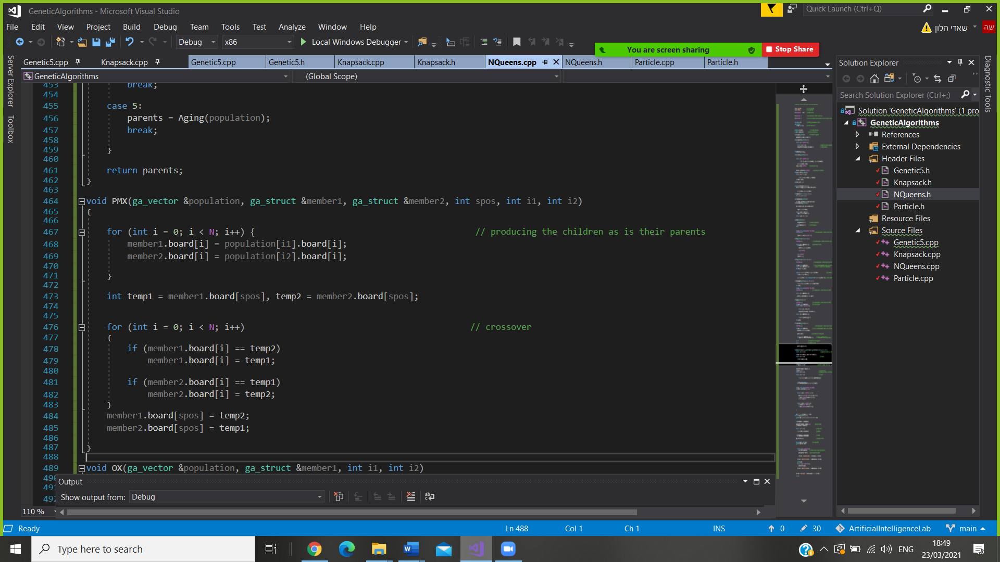 GeneticAlgorithms - Microsoft Visual Studio
Quick Launch (Ctrl+Q)
File Edit View Project Build Debug Team Tools Test Analyze Window Help
שאדי הלון
שה
Debug x86 Local Windows Debugger
You are screen sharing Stop Share
Server Explorer
Toolbox
Genetic5.cpp Knapsack.cpp Genetic5.cpp Genetic5.h Knapsack.cpp Knapsack.h NQueens.cpp NQueens.h Particle.cpp Particle.h
GeneticAlgorithms (Global Scope)
453 break;
454
455 case 5:
456 parents = Aging(population);
457 break;
458
459 }
460
461 return parents;
462 }
463
464 void PMX(ga_vector &population, ga_struct &member1, ga_struct &member2, int spos, int i1, int i2)
465 {
466
467 for (int i = 0; i < N; i++) { // producing the children as is their parents
468 member1.board[i] = population[i1].board[i];
469 member2.board[i] = population[i2].board[i];
470
471 }
472
473 int temp1 = member1.board[spos], temp2 = member2.board[spos];
474
475
476 for (int i = 0; i < N; i++) // crossover
477 {
478 if (member1.board[i] == temp2)
479 member1.board[i] = temp1;
480
481 if (member2.board[i] == temp1)
482 member2.board[i] = temp2;
483 }
484 member1.board[spos] = temp2;
485 member2.board[spos] = temp1;
486
487 }
488
489 void OX(ga_vector &population, ga_struct &member1, int i1, int i2)
490
491
492
Output
Show output from: Debug
110 %
Solution Explorer
Search Solution Explorer (Ctrl+;)
Solution 'GeneticAlgorithms' (1 pro
GeneticAlgorithms
References
External Dependencies
Header Files
Genetic5.h
Knapsack.h
NQueens.h
Particle.h
Resource Files
Source Files
Genetic5.cpp
Knapsack.cpp
NQueens.cpp
Particle.cpp
Diagnostic Tools
Ready Ln 488 Col 1 Ch 1 INS 0 30 ArtificialIntelligenceLab main
Type here to search
ENG
18:49
23/03/2021